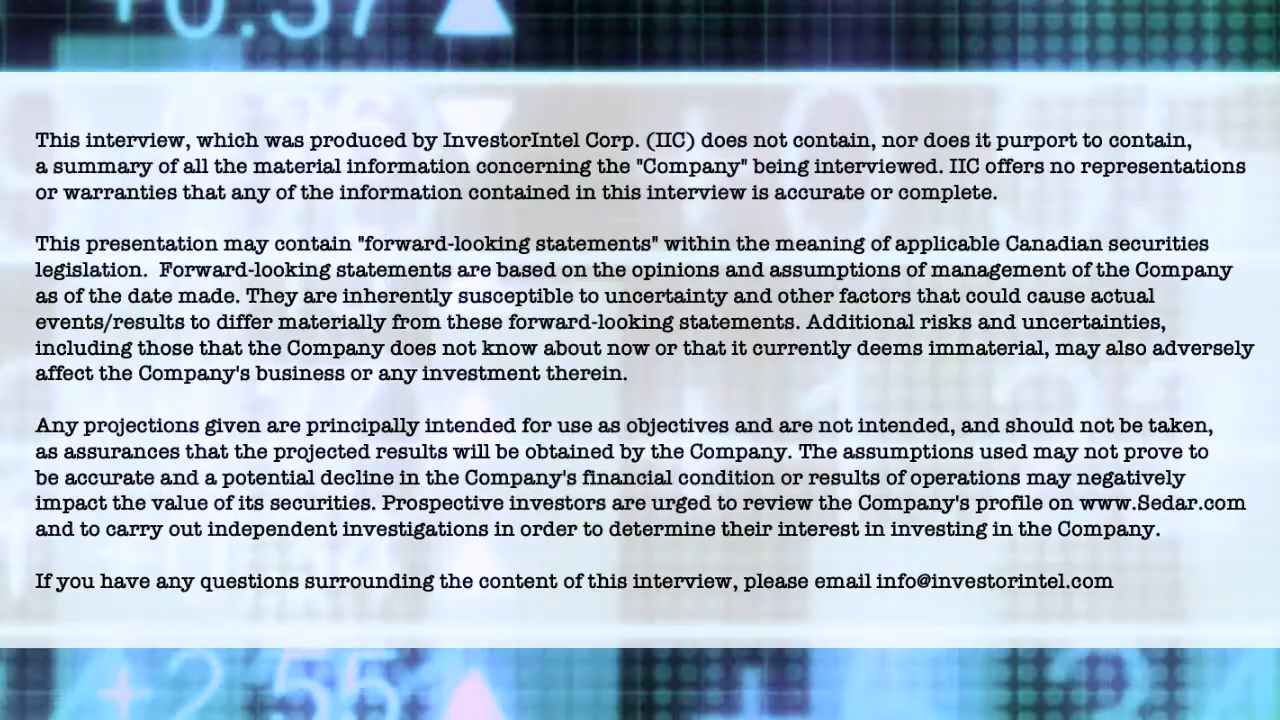 +0.37
This interview, which was produced by InvestorIntel Corp. (IIC) does not contain, nor does it purport to contain,
a summary of all the material information concerning the "Company" being interviewed. IIC offers no representations
or warranties that any of the information contained in this interview is accurate or complete.
This presentation may contain "forward-looking statements" within the meaning of applicable Canadian securities
legislation.  Forward-looking statements are based on the opinions and assumptions of management of the Company
as of the date made. They are inherently susceptible to uncertainty and other factors that could cause actual
events/results to differ materially from these forward-looking statements. Additional risks and uncertainties,
including those that the Company does not know about now or that it currently deems immaterial, may also adversely
affect the Company's business or any investment therein.
Any projections given are principally intended for use as objectives and are not intended, and should not be taken,
as assurances that the projected results will be obtained by the Company. The assumptions used may not prove to
be accurate and a potential decline in the Company's financial condition or results of operations may negatively
impact the value of its securities. Prospective investors are urged to review the Company's profile on www.Sedar.com
and to carry out independent investigations in order to determine their interest in investing in the Company.
If you have any questions surrounding the content of this interview, please email info@investorintel.com
+2.55